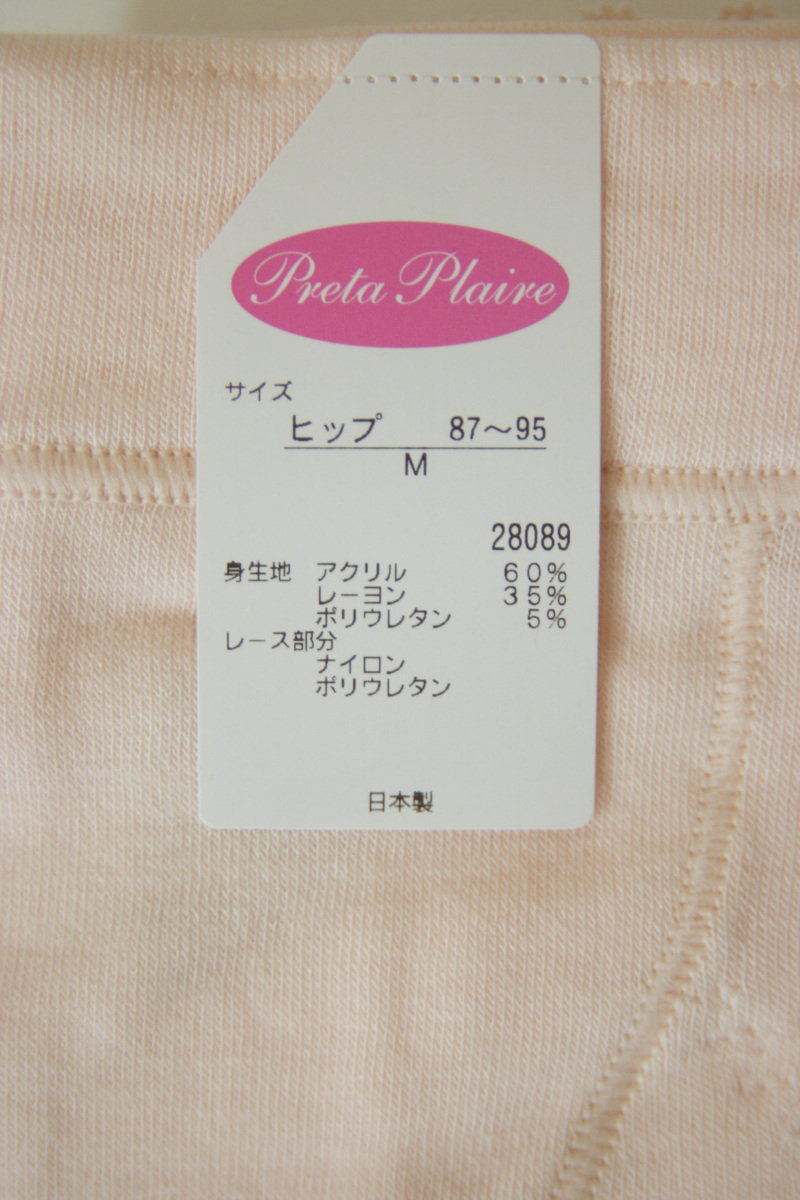 Preta Plaire
サイズ
ヒップ 87～95
M
28089
身生地 アクリル 60%
レーヨン 35%
ポリウレタン 5%
レース部分
ナイロン
ポリウレタン
日本製